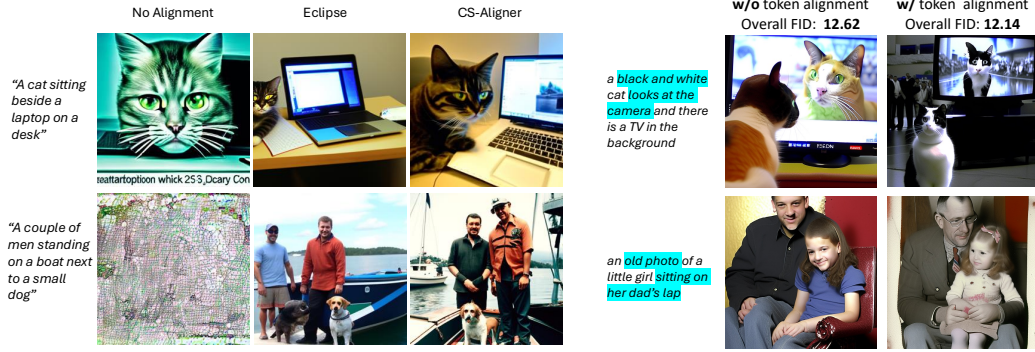 No Alignment
Eclipse
CS-Aligner
"A cat sitting
beside a
laptop on a
desk"
"A couple of
men standing
on a boat next
to a small
dog"
w/o token alignment
Overall FID: 12.62
w/ token alignment
Overall FID: 12.14
a black and white
cat looks at the
camera and there
is a TV in the
background
an old photo of a
little girl sitting on
her dad's lap